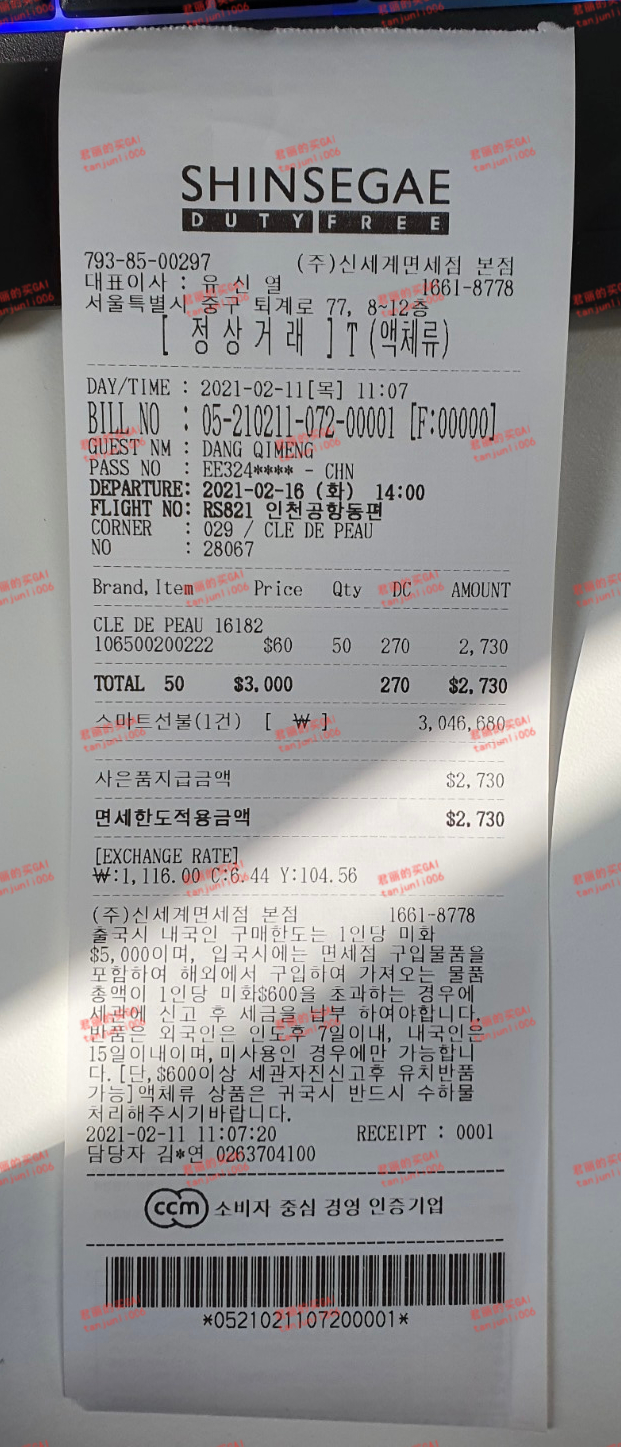 SHINSEGAE
DUTY FREE
793-85-00297 (주)신세계면세점 본점
대표이사 : 유 신 열 1661-8778
서울특별시 중구 퇴계로 77, 8~12층
[ 정상거래 ] T (액체류)
DAY/TIME : 2021-02-11[목] 11:07
BILL NO : 05-210211-072-00001 [F:00000]
GUEST NM : DANG QIMENG
PASS NO : EE324**** - CHN
DEPARTURE: 2021-02-16 (화) 14:00
FLIGHT NO: RS821 인천공항동편
CORNER : 029 / CLE DE PEAU
NO : 28067
Brand,Item Price Qty DC AMOUNT
CLE DE PEAU 16182
106500200222 $60 50 270 2,730
TOTAL 50 $3.000 270 $2,730
스마트선불(1건) [ ₩ ] 3,046,680
사은품지급금액 $2,730
면세한도적용금액 $2,730
[EXCHANGE RATE]
₩:1,116.00 C:6.44 Y:104.56
(주)신세계면세점 본점 1661-8778
출국시 내국인 구매한도는 1인당 미화
$5,000이며, 입국시에는 면세점 구입물품을
포함하여 해외에서 구입하여 가져오는 물품
총액이 1인당 미화$600을 초과하는 경우에
세관에 신고 후 세금을 납부 하여야합니다.
반품은 외국인은 인도후 7일이내, 내국인은
15일이내이며,미사용인 경우에만 가능합니
다.[단,$600이상 세관자진신고후 유치반품
가능]액체류 상품은 귀국시 반드시 수하물
처리해주시기바랍니다.
2021-02-11 11:07:20 RECEIPT : 0001
담당자 김*연 0263704100
ccm 소비자 중심 경영 인증기업
*0521021107200001*
君丽的买GA!
tanjunli006